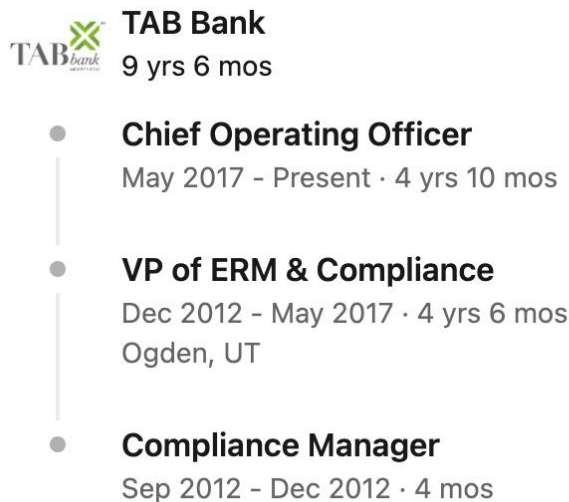 TAB bank
TAB Bank
9 yrs 6 mos
Chief Operating Officer
May 2017 - Present · 4 yrs 10 mos
VP of ERM & Compliance
Dec 2012 - May 2017 · 4 yrs 6 mos
Ogden, UT
Compliance Manager
Sep 2012 - Dec 2012 · 4 mos